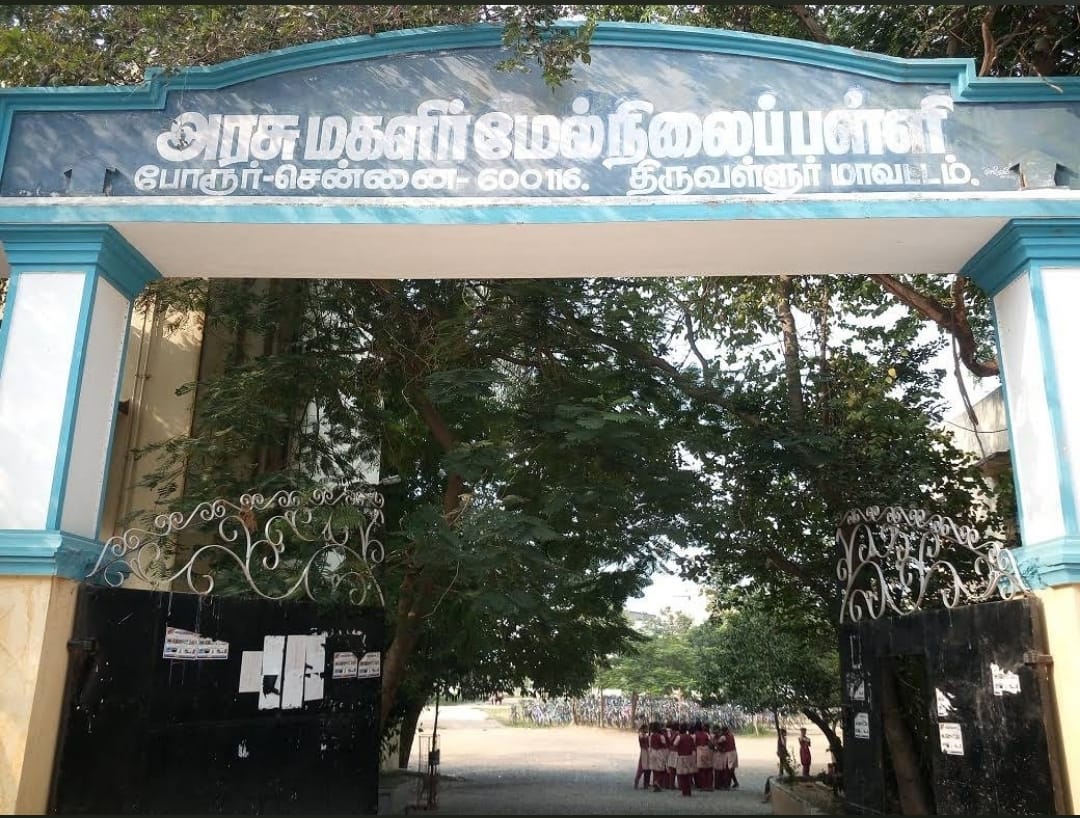 அரசு மகளிர் மேல்நிலைப்பள்ளி
போரூர்-சென்னை- 600116. திருவள்ளூர் மாவட்டம்.